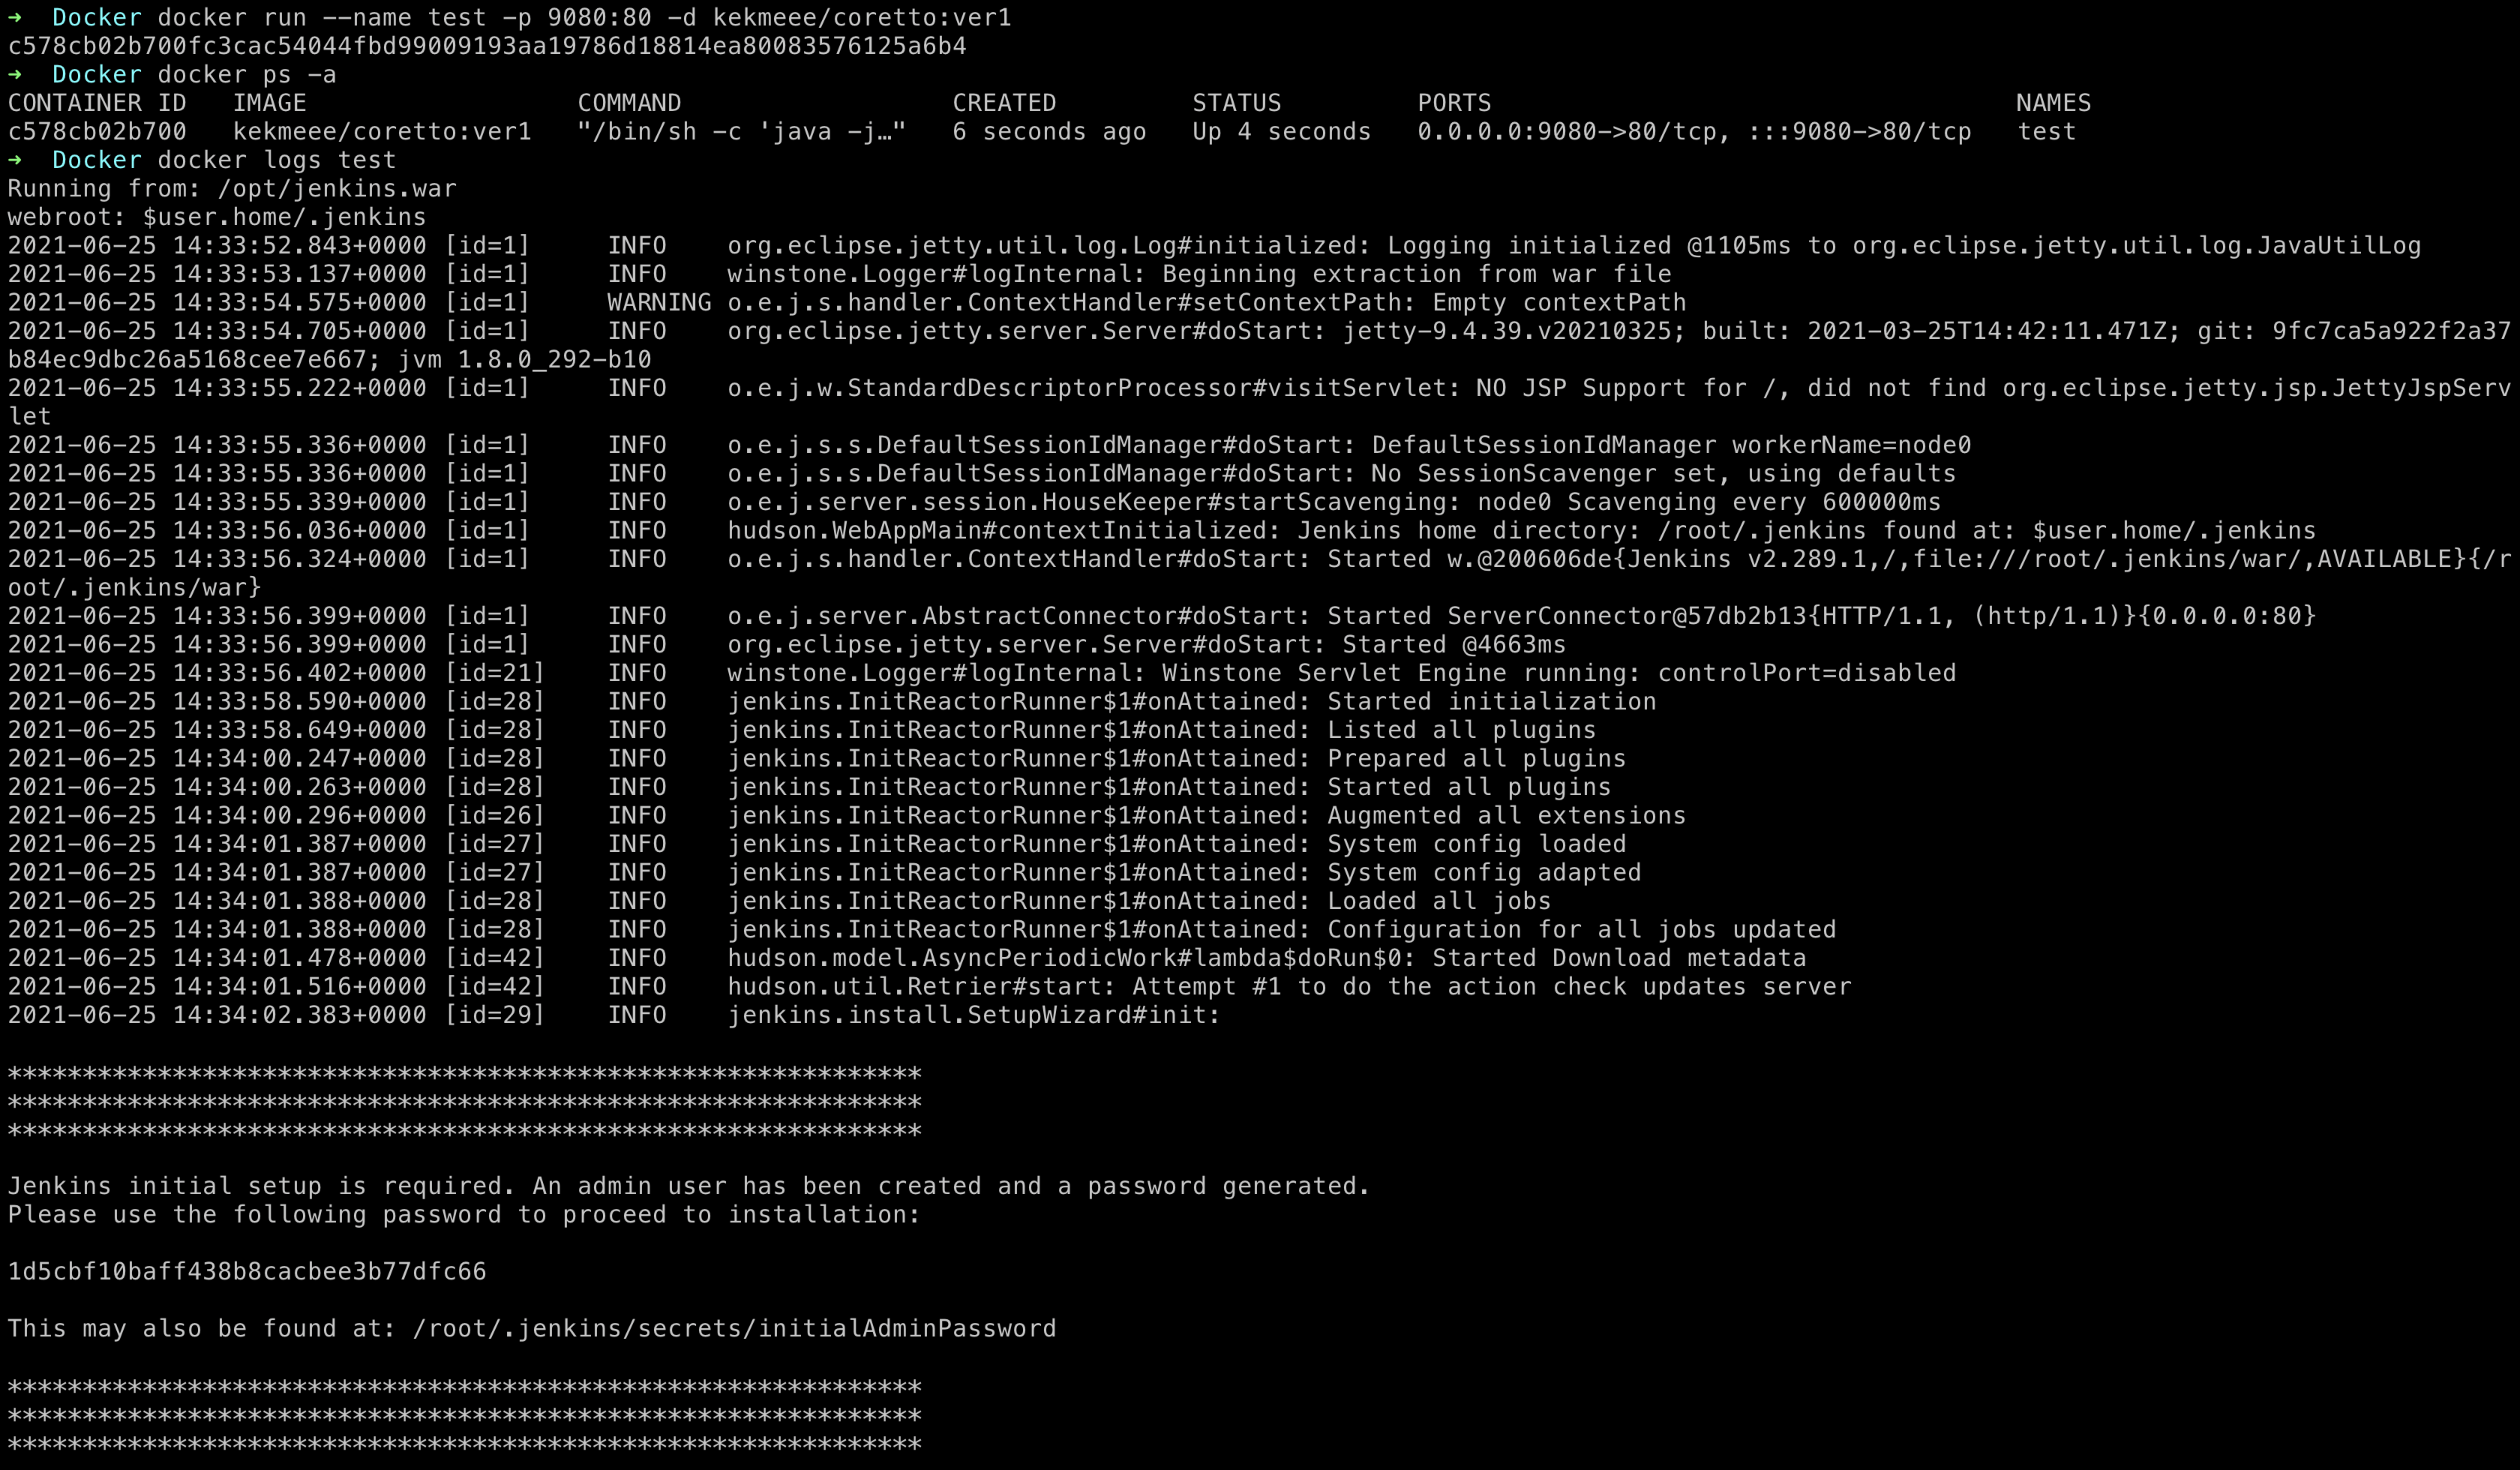 ➜  Docker docker run --name test -p 9080:80 -d kekmeee/coretto:ver1
c578cb02b700fc3cac54044fbd99009193aa19786d18814ea80083576125a6b4
➜  Docker docker ps -a
CONTAINER ID   IMAGE                  COMMAND                  CREATED         STATUS         PORTS                                   NAMES
c578cb02b700   kekmeee/coretto:ver1   "/bin/sh -c 'java -j…"   6 seconds ago   Up 4 seconds   0.0.0.0:9080->80/tcp, :::9080->80/tcp   test
➜  Docker docker logs test
Running from: /opt/jenkins.war
webroot: $user.home/.jenkins
2021-06-25 14:33:52.843+0000 [id=1]     INFO    org.eclipse.jetty.util.log.Log#initialized: Logging initialized @1105ms to org.eclipse.jetty.util.log.JavaUtilLog
2021-06-25 14:33:53.137+0000 [id=1]     INFO    winstone.Logger#logInternal: Beginning extraction from war file
2021-06-25 14:33:54.575+0000 [id=1]     WARNING o.e.j.s.handler.ContextHandler#setContextPath: Empty contextPath
2021-06-25 14:33:54.705+0000 [id=1]     INFO    org.eclipse.jetty.server.Server#doStart: jetty-9.4.39.v20210325; built: 2021-03-25T14:42:11.471Z; git: 9fc7ca5a922f2a37
b84ec9dbc26a5168cee7e667; jvm 1.8.0_292-b10
2021-06-25 14:33:55.222+0000 [id=1]     INFO    o.e.j.w.StandardDescriptorProcessor#visitServlet: NO JSP Support for /, did not find org.eclipse.jetty.jsp.JettyJspServ
let
2021-06-25 14:33:55.336+0000 [id=1]     INFO    o.e.j.s.s.DefaultSessionIdManager#doStart: DefaultSessionIdManager workerName=node0
2021-06-25 14:33:55.336+0000 [id=1]     INFO    o.e.j.s.s.DefaultSessionIdManager#doStart: No SessionScavenger set, using defaults
2021-06-25 14:33:55.339+0000 [id=1]     INFO    o.e.j.server.session.HouseKeeper#startScavenging: node0 Scavenging every 600000ms
2021-06-25 14:33:56.036+0000 [id=1]     INFO    hudson.WebAppMain#contextInitialized: Jenkins home directory: /root/.jenkins found at: $user.home/.jenkins
2021-06-25 14:33:56.324+0000 [id=1]     INFO    o.e.j.s.handler.ContextHandler#doStart: Started w.@200606de{Jenkins v2.289.1,/,file:///root/.jenkins/war/,AVAILABLE}{/r
oot/.jenkins/war}
2021-06-25 14:33:56.399+0000 [id=1]     INFO    o.e.j.server.AbstractConnector#doStart: Started ServerConnector@57db2b13{HTTP/1.1, (http/1.1)}{0.0.0.0:80}
2021-06-25 14:33:56.399+0000 [id=1]     INFO    org.eclipse.jetty.server.Server#doStart: Started @4663ms
2021-06-25 14:33:56.402+0000 [id=21]    INFO    winstone.Logger#logInternal: Winstone Servlet Engine running: controlPort=disabled
2021-06-25 14:33:58.590+0000 [id=28]    INFO    jenkins.InitReactorRunner$1#onAttained: Started initialization
2021-06-25 14:33:58.649+0000 [id=28]    INFO    jenkins.InitReactorRunner$1#onAttained: Listed all plugins
2021-06-25 14:34:00.247+0000 [id=28]    INFO    jenkins.InitReactorRunner$1#onAttained: Prepared all plugins
2021-06-25 14:34:00.263+0000 [id=28]    INFO    jenkins.InitReactorRunner$1#onAttained: Started all plugins
2021-06-25 14:34:00.296+0000 [id=26]    INFO    jenkins.InitReactorRunner$1#onAttained: Augmented all extensions
2021-06-25 14:34:01.387+0000 [id=27]    INFO    jenkins.InitReactorRunner$1#onAttained: System config loaded
2021-06-25 14:34:01.387+0000 [id=27]    INFO    jenkins.InitReactorRunner$1#onAttained: System config adapted
2021-06-25 14:34:01.388+0000 [id=28]    INFO    jenkins.InitReactorRunner$1#onAttained: Loaded all jobs
2021-06-25 14:34:01.388+0000 [id=28]    INFO    jenkins.InitReactorRunner$1#onAttained: Configuration for all jobs updated
2021-06-25 14:34:01.478+0000 [id=42]    INFO    hudson.model.AsyncPeriodicWork#lambda$doRun$0: Started Download metadata
2021-06-25 14:34:01.516+0000 [id=42]    INFO    hudson.util.Retrier#start: Attempt #1 to do the action check updates server
2021-06-25 14:34:02.383+0000 [id=29]    INFO    jenkins.install.SetupWizard#init:

*************************************************************
*************************************************************
*************************************************************

Jenkins initial setup is required. An admin user has been created and a password generated.
Please use the following password to proceed to installation:

1d5cbf10baff438b8cacbee3b77dfc66

This may also be found at: /root/.jenkins/secrets/initialAdminPassword

*************************************************************
*************************************************************
*************************************************************